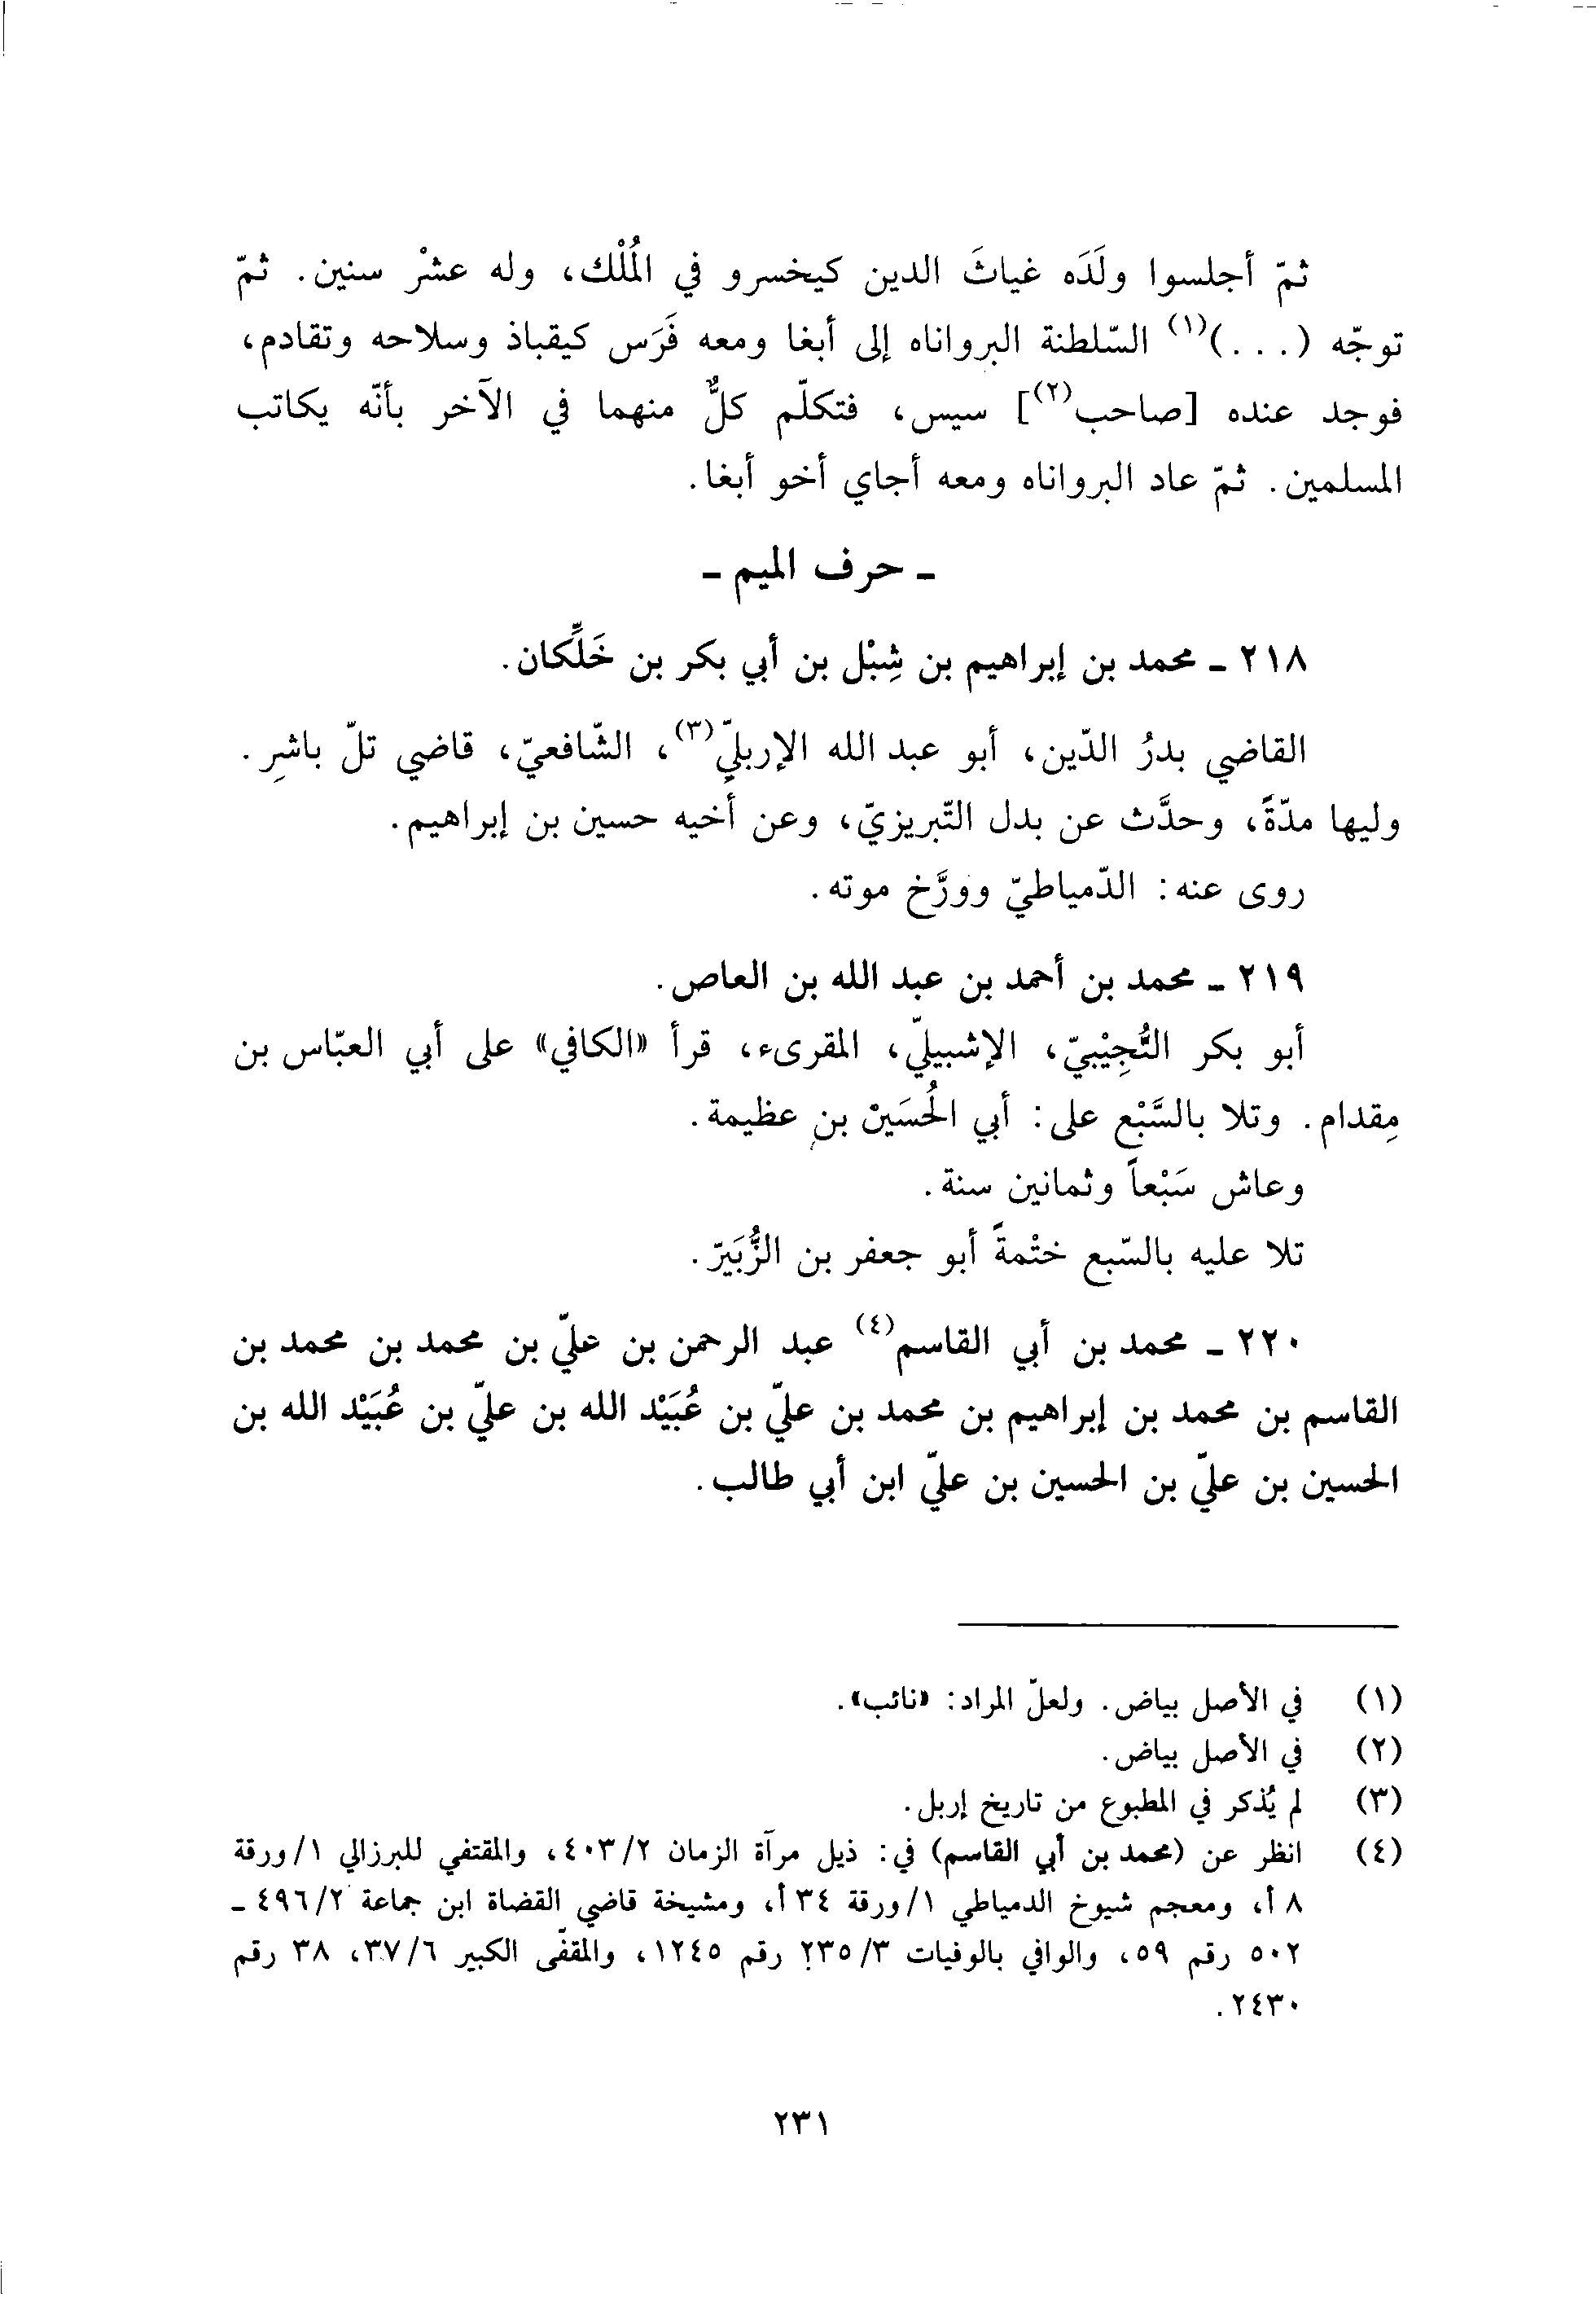 ثمّ أجلسوا ولَدَه غياثَ الدين كيخسرو في المُلْك، وله عشْر سنين. ثمّ
توجّه (...)(١) السّلطنة البرواناه إلى أبغا ومعه فَرَس كيقباذ وسلاحه وتقادم،
فوجد عنده [صاحب(٢)] سيس، فتكلّم كلٌّ منهما في الآخر بأنّه يكاتب
المسلمين. ثمّ عاد البرواناه ومعه أجاي أخو أبغا.
ـ حرف الميم ـ
٢١٨ ـ محمد بن إبراهيم بن شِبْل بن أبي بكر بن خَلِّكان.
القاضي بدرُ الدّين، أبو عبد الله الإربليّ(٣)، الشّافعيّ، قاضي تلّ باشرِ.
وليها مدّةً، وحدَّث عن بدل التّبريزيّ، وعن أخيه حسين بن إبراهيم.
روى عنه: الدّمياطيّ وورَّخ موته.
٢١٩ ـ محمد بن أحمد بن عبد الله بن العاص.
أبو بكر التُّجِيْبيّ، الإشبيليّ، المقرىء، قرأ «الكافي» على أبي العبّاس بن
مِقدام. وتلا بالسَّبْع على: أبي الحُسَيْن بنِ عظيمة.
وعاش سَبْعاً وثمانين سنة.
تلا عليه بالسّبع ختْمةً أبو جعفر بن الزُّبَيرّ.
٢٢٠ ـ محمد بن أبي القاسم(٤) عبد الرحمن بن عليّ بن محمد بن محمد بن
القاسم بن محمد بن إبراهيم بن محمد بن عليّ بن عُبَيْد الله بن عليّ بن عُبَيْد الله بن
الحسين بن عليّ بن الحسين بن عليّ ابن أبي طالب.
(١) في الأصل بياض. ولعلّ المراد: «نائب».
(٢) في الأصل بياض.
(٣) لم يُذكر في المطبوع من تاريخ إربل.
(٤) انظر عن (محمد بن أبي القاسم) في: ذيل مرآة الزمان ٤٠٣/٢، والمقتفي للبرزالي ١/ورقة
٨ أ، ومعجم شيوخ الدمياطي ١/ورقة ٣٤ أ، ومشيخة قاضي القضاة ابن جماعة ٤٩٦/٢ ـ
٥٠٢ رقم ٥٩، والوافي بالوفيات ٢٣٥/٣ رقم ١٢٤٥، والمقفّى الكبير ٣٧/٦، ٣٨ رقم
٢٤٣٠.
٢٣١